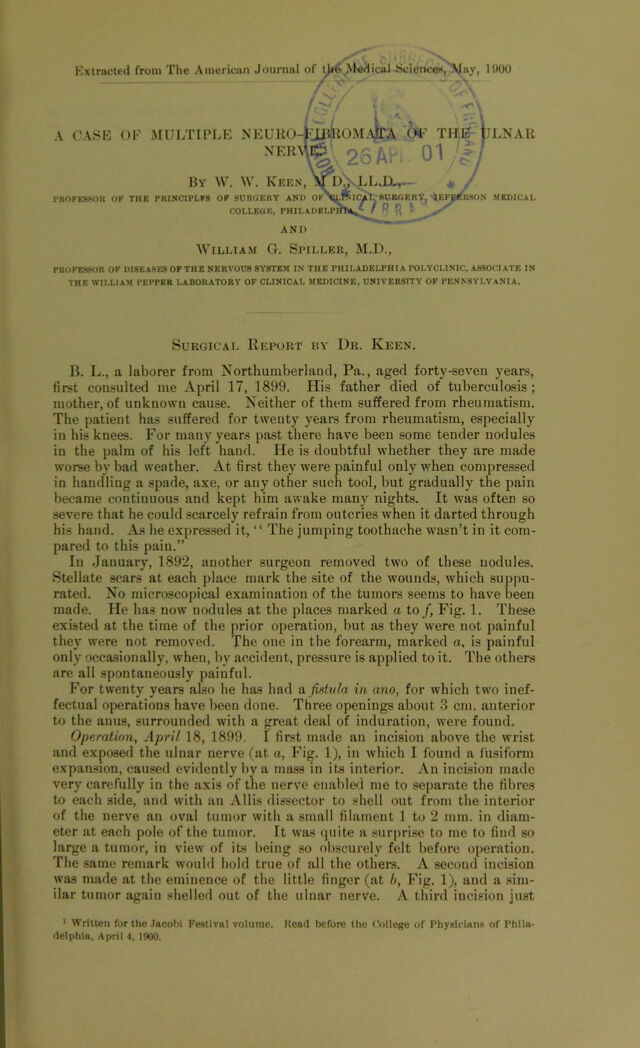 Extracted from The American Journal of the Medical Sciences, May, 1900
A CASE OF MULTIPLE NEURO-FIBROMATA OF THE ULNAR
NERVE.¹
26 AP. 01
By W. W. Keen, M D., LL.D.,
PROFESSOR OF THE PRINCIPLES OF SURGERY AND OF CLINICAL SURGERY, JEFFERSON MEDICAL
COLLEGE, PHILADELPHIA,
AND
William G. Spiller, M.D.,
PROFESSOR OF DISEASES OF THE NERVOUS SYSTEM IN THE PHILADELPHIA POLYCLINIC, ASSOCIATE IN
THE WILLIAM PEPPER LABORATORY OF CLINICAL MEDICINE, UNIVERSITY OF PENNSYLVANIA.
Surgical Report by Dr. Keen.
B. L., a laborer from Northumberland, Pa., aged forty-seven years,
first consulted me April 17, 1899. His father died of tuberculosis;
mother, of unknown cause. Neither of them suffered from rheumatism.
The patient has suffered for twenty years from rheumatism, especially
in his knees. For many years past there have been some tender nodules
in the palm of his left hand. He is doubtful whether they are made
worse by bad weather. At first they were painful only when compressed
in handling a spade, axe, or any other such tool, but gradually the pain
became continuous and kept him awake many nights. It was often so
severe that he could scarcely refrain from outcries when it darted through
his hand. As he expressed it, “The jumping toothache wasn’t in it com-
pared to this pain.”
In January, 1892, another surgeon removed two of these nodules.
Stellate scars at each place mark the site of the wounds, which suppu-
rated. No microscopical examination of the tumors seems to have been
made. He has now nodules at the places marked a to f, Fig. 1. These
existed at the time of the prior operation, but as they were not painful
they were not removed. The one in the forearm, marked a, is painful
only occasionally, when, by accident, pressure is applied to it. The others
are all spontaneously painful.
For twenty years also he has had a fistula in ano, for which two inef-
fectual operations have been done. Three openings about 3 cm. anterior
to the anus, surrounded with a great deal of induration, were found.
Operation, April 18, 1899. I first made an incision above the wrist
and exposed the ulnar nerve (at a, Fig. 1), in which I found a fusiform
expansion, caused evidently by a mass in its interior. An incision made
very carefully in the axis of the nerve enabled me to separate the fibres
to each side, and with an Allis dissector to shell out from the interior
of the nerve an oval tumor with a small filament 1 to 2 mm. in diam-
eter at each pole of the tumor. It was quite a surprise to me to find so
large a tumor, in view of its being so obscurely felt before operation.
The same remark would hold true of all the others. A second incision
was made at the eminence of the little finger (at b, Fig. 1), and a sim-
ilar tumor again shelled out of the ulnar nerve. A third incision just
¹ Written for the Jacobi Festival volume. Read before the College of Physicians of Phila-
delphia, April 4, 1900.